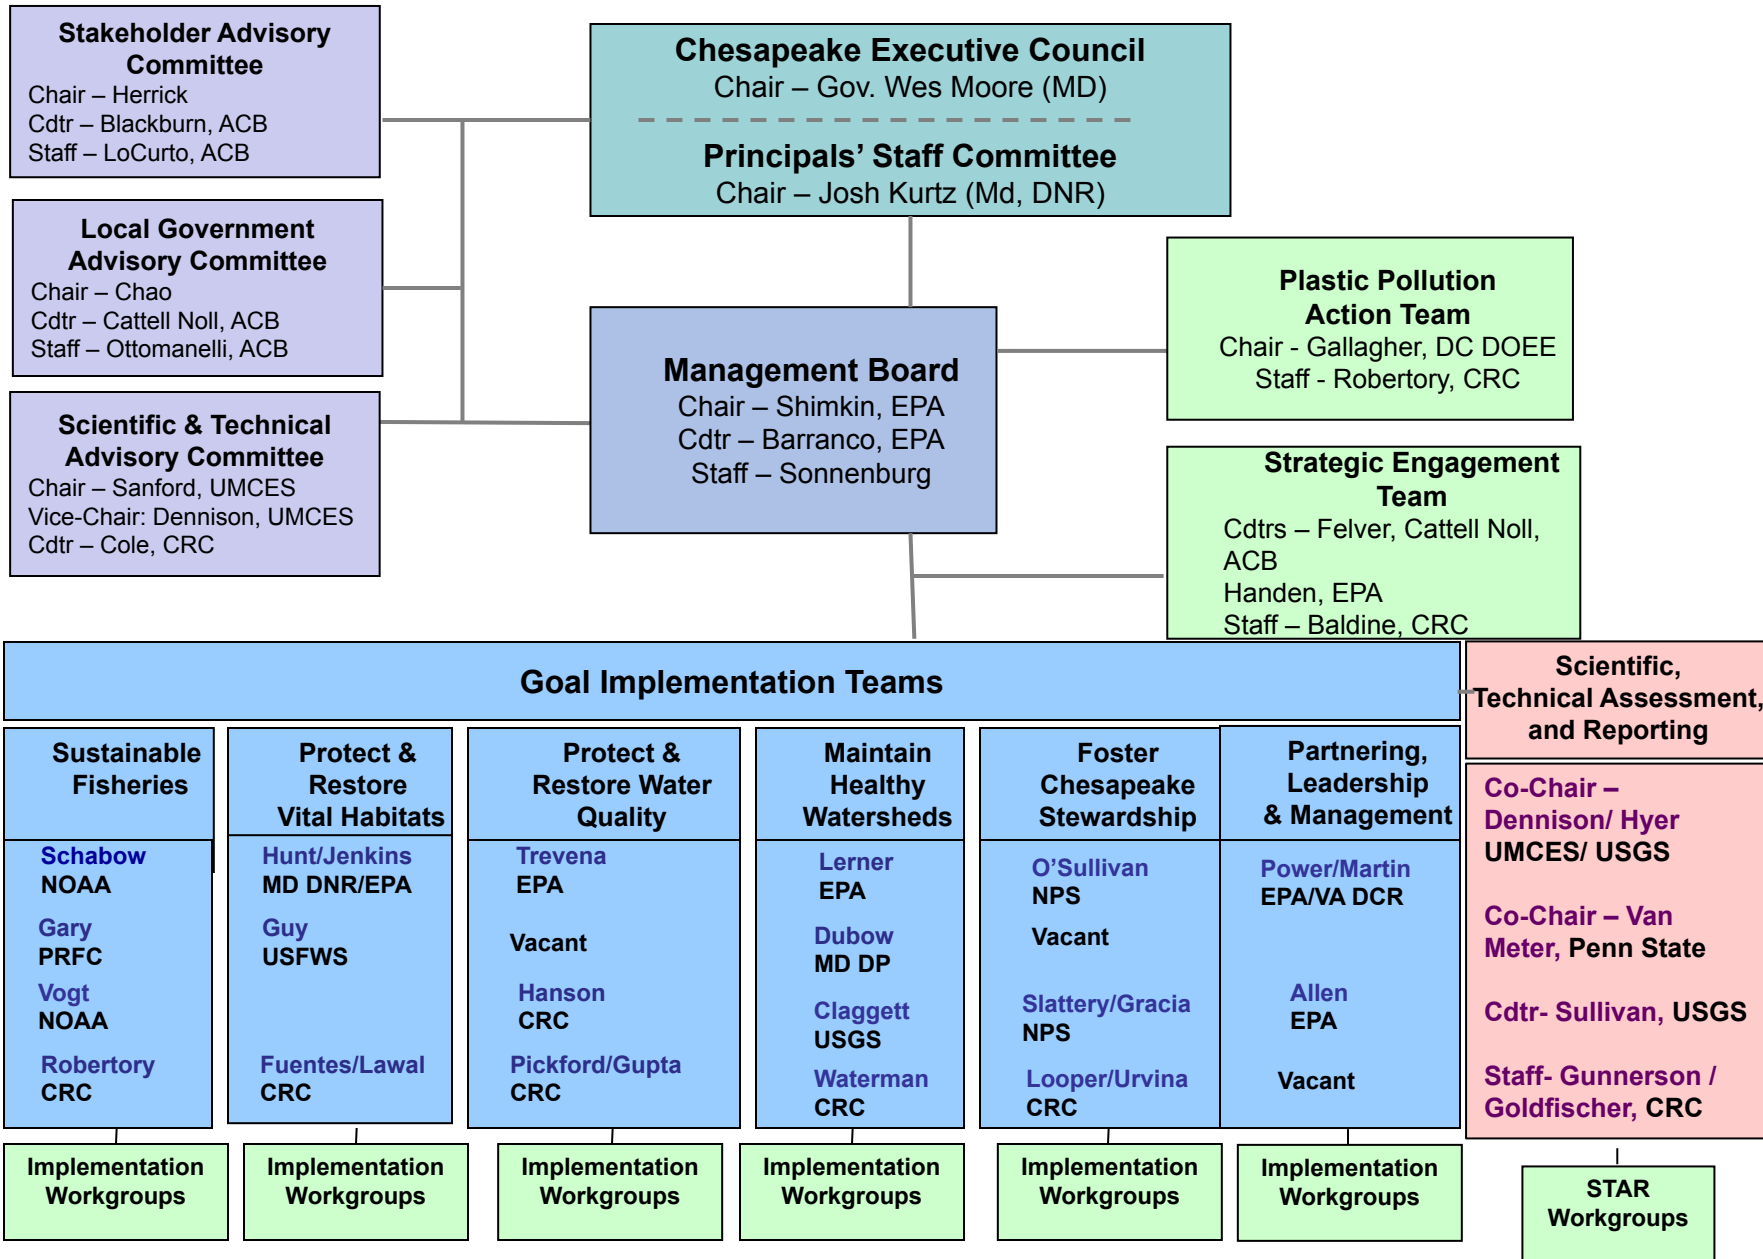 Stakeholder Advisory
Committee
Chair – Herrick
Cdtr – Blackburn, ACB
Staff – LoCurto, ACB
Chesapeake Executive Council
Chair – Gov. Wes Moore (MD)
Principals’ Staff Committee
Chair – Josh Kurtz (Md, DNR)
Local Government
Advisory Committee
Chair – Chao
Cdtr – Cattell Noll, ACB
Staff – Ottomanelli, ACB
Scientific & Technical
Advisory Committee
Chair – Sanford, UMCES
Vice-Chair: Dennison, UMCES
Cdtr – Cole, CRC
Management Board
Chair – Shimkin, EPA
Cdtr – Barranco, EPA
Staff – Sonnenburg
Plastic Pollution
Action Team
Chair - Gallagher, DC DOEE
Staff - Robertory, CRC
Strategic Engagement
Team
Cdtrs – Felver, Cattell Noll,
ACB
Handen, EPA
Staff – Baldine, CRC
Goal Implementation Teams
Sustainable
Fisheries
Schabow
NOAA
Gary
PRFC
Vogt
NOAA
Robertory
CRC
Implementation
Workgroups
Protect &
Restore
Vital Habitats
Hunt/Jenkins
MD DNR/EPA
Guy
USFWS
Fuentes/Lawal
CRC
Implementation
Workgroups
Protect &
Restore Water
Quality
Trevena
EPA
Vacant
Hanson
CRC
Pickford/Gupta
CRC
Implementation
Workgroups
Maintain
Healthy
Watersheds
Lerner
EPA
Dubow
MD DP
Claggett
USGS
Waterman
CRC
Implementation
Workgroups
Foster
Chesapeake
Stewardship
O’Sullivan
NPS
Vacant
Slattery/Gracia
NPS
Looper/Urvina
CRC
Implementation
Workgroups
Partnering,
Leadership
& Management
Power/Martin
EPA/VA DCR
Allen
EPA
Vacant
Implementation
Workgroups
Scientific,
Technical Assessment,
and Reporting
Co-Chair –
Dennison/ Hyer
UMCES/ USGS
Co-Chair – Van
Meter, Penn State
Cdtr- Sullivan, USGS
Staff- Gunnerson /
Goldfischer, CRC
STAR
Workgroups